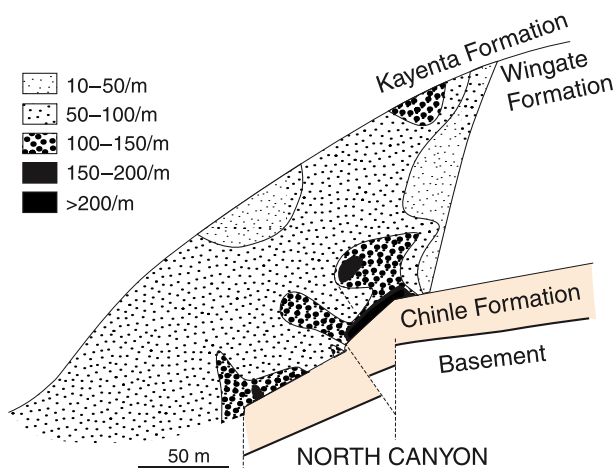 Kayenta Formation
Wingate
Formation
10–50/m
50–100/m
100–150/m
150–200/m
>200/m
Chinle Formation
Basement
50 m
NORTH CANYON